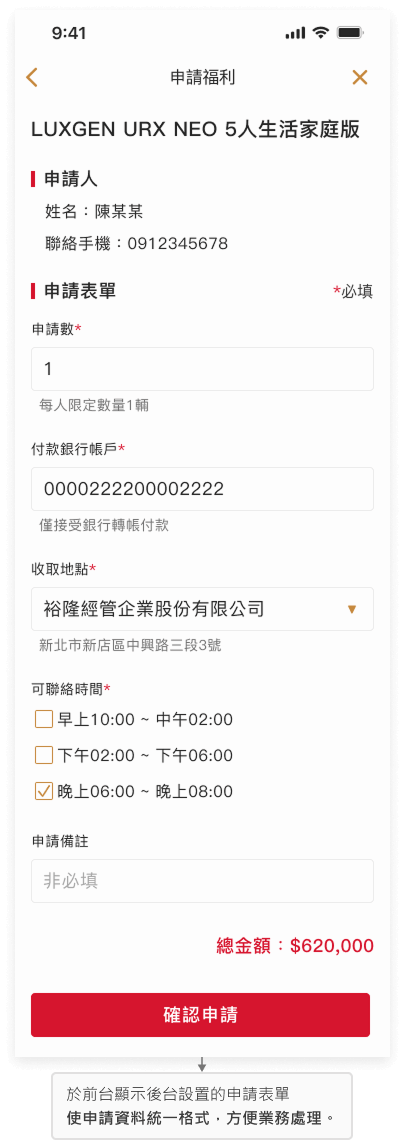 9:41
申請福利
LUXGEN URX NEO 5人生活家庭版
申請人
姓名：陳某某
聯絡手機：0912345678
申請表單 *必填
申請數*
1
每人限定數量1輛
付款銀行帳戶*
0000222200002222
僅接受銀行轉帳付款
收取地點*
裕隆經管企業股份有限公司
新北市新店區中興路三段3號
可聯絡時間*
早上10:00 ~ 中午02:00
下午02:00 ~ 下午06:00
晚上06:00 ~ 晚上08:00
申請備註
非必填
總金額：$620,000
確認申請
於前台顯示後台設置的申請表單
使申請資料統一格式，方便業務處理。